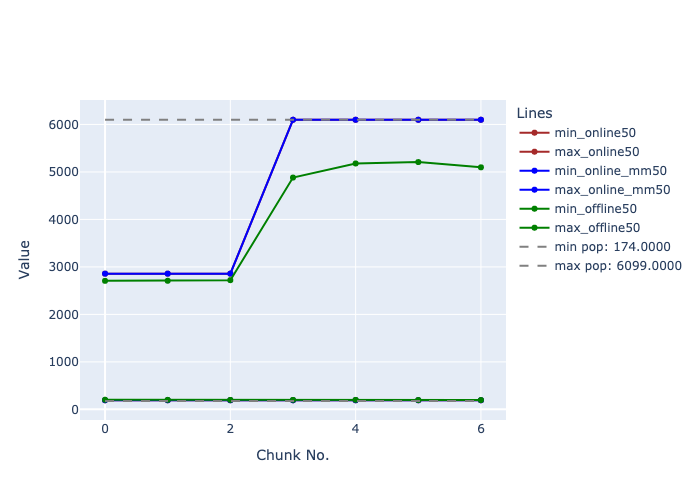 Lines
min_online50
max_online50
min_online_mm50
max_online_mm50
min_offline50
max_offline50
min pop: 174.0000
max pop: 6099.0000
6000
5000
4000
3000
2000
1000
0
Value
0 2 4 6
Chunk No.